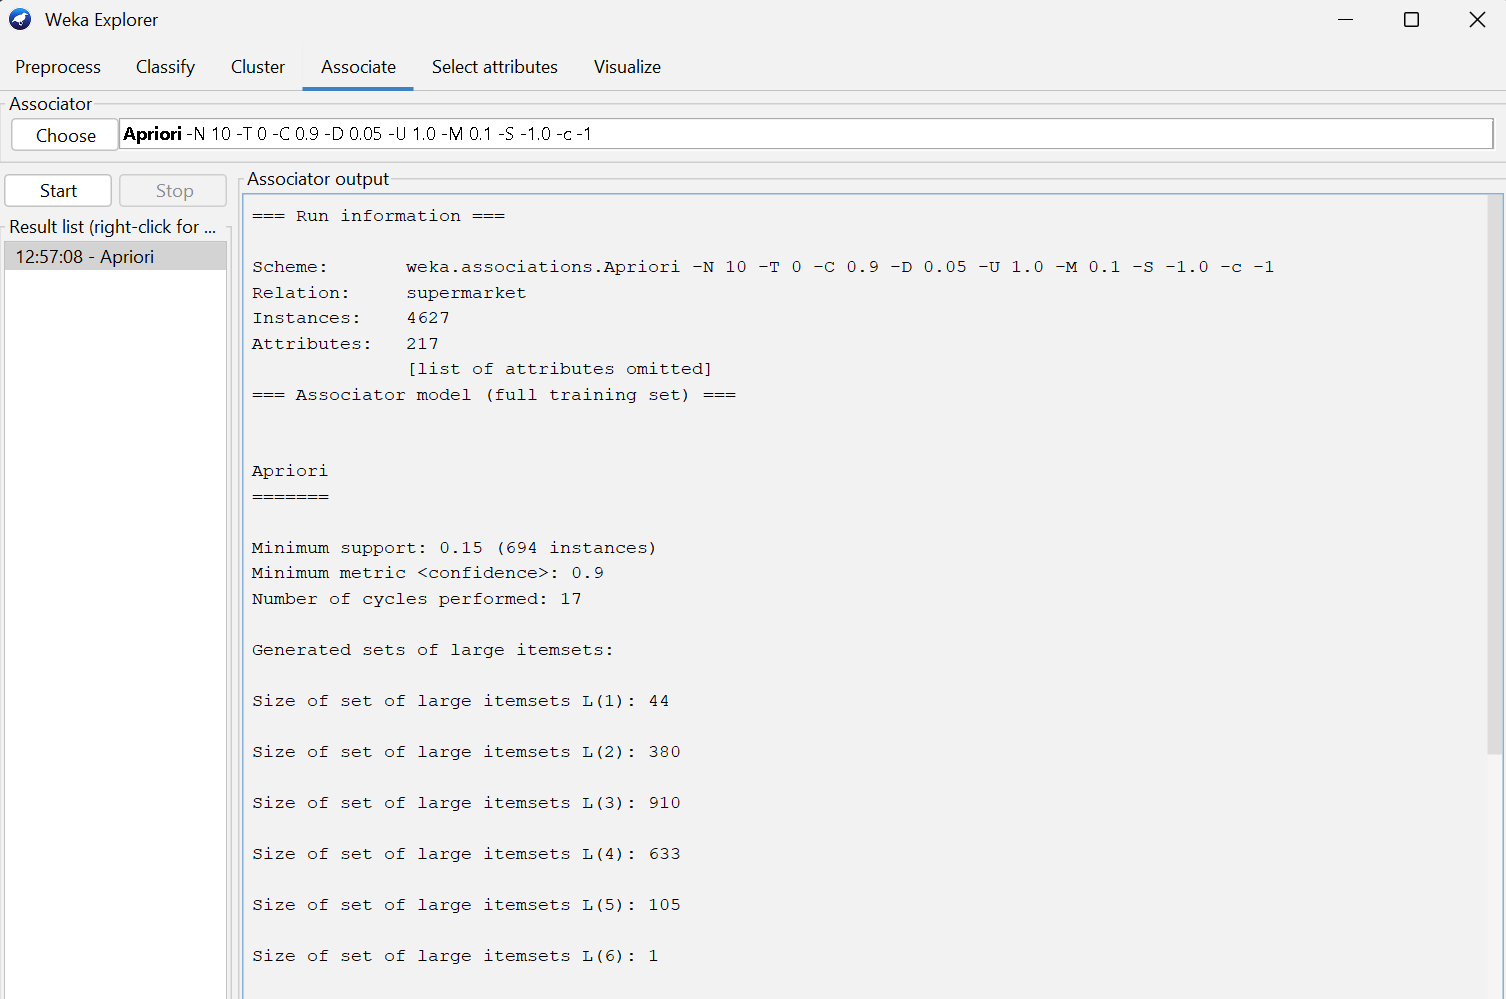 Weka Explorer
Preprocess Classify Cluster Associate Select attributes Visualize
Associator
Choose Apriori -N 10 -T 0 -C 0.9 -D 0.05 -U 1.0 -M 0.1 -S -1.0 -c -1
Start Stop
Result list (right-click for ...
12:57:08 - Apriori
Associator output
=== Run information ===
Scheme: weka.associations.Apriori -N 10 -T 0 -C 0.9 -D 0.05 -U 1.0 -M 0.1 -S -1.0 -c -1
Relation: supermarket
Instances: 4627
Attributes: 217
[list of attributes omitted]
=== Associator model (full training set) ===
Apriori
=======
Minimum support: 0.15 (694 instances)
Minimum metric <confidence>: 0.9
Number of cycles performed: 17
Generated sets of large itemsets:
Size of set of large itemsets L(1): 44
Size of set of large itemsets L(2): 380
Size of set of large itemsets L(3): 910
Size of set of large itemsets L(4): 633
Size of set of large itemsets L(5): 105
Size of set of large itemsets L(6): 1